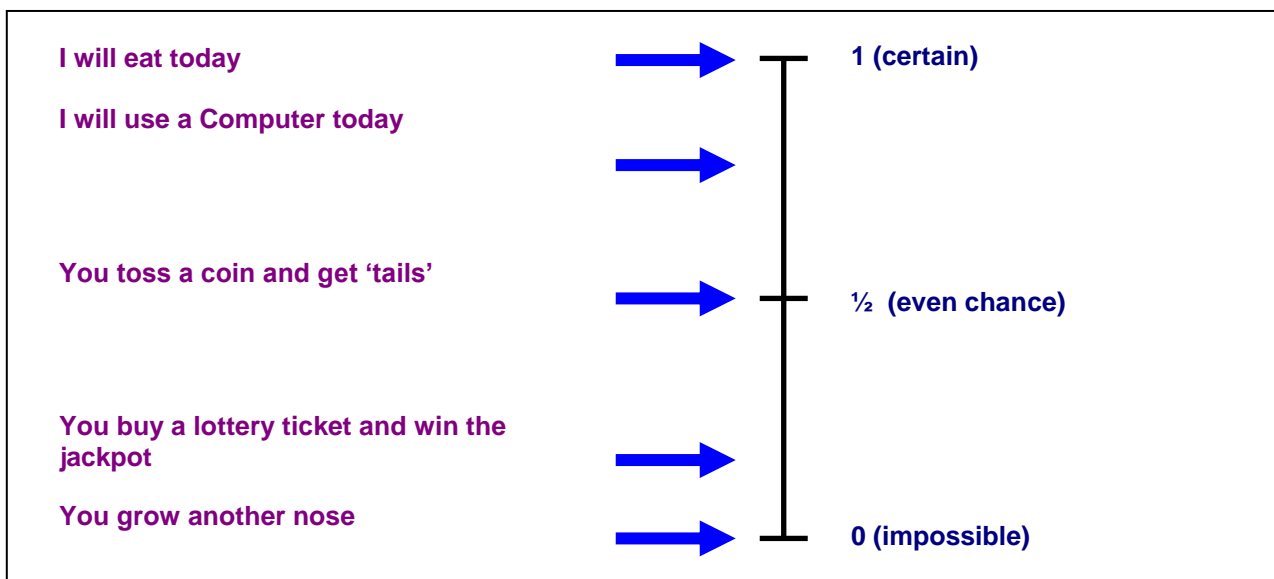 I will eat today
1 (certain)
I will use a Computer today
You toss a coin and get ‘tails’
½ (even chance)
You buy a lottery ticket and win the
jackpot
You grow another nose
0 (impossible)